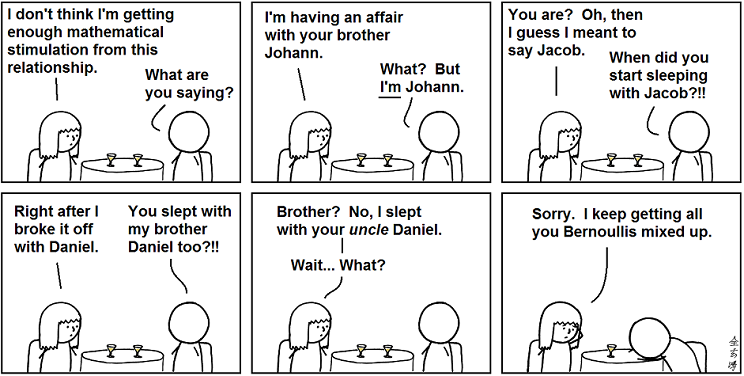 I don't think I'm getting
enough mathematical
stimulation from this
relationship.
What are
you saying?
I'm having an affair
with your brother
Johann.
What? But
I'm Johann.
You are? Oh, then
I guess I meant to
say Jacob.
When did you
start sleeping
with Jacob?!!
Right after I
broke it off
with Daniel.
You slept with
my brother
Daniel too?!!
Brother? No, I slept
with your uncle Daniel.
Wait... What?
Sorry. I keep getting all
you Bernoullis mixed up.